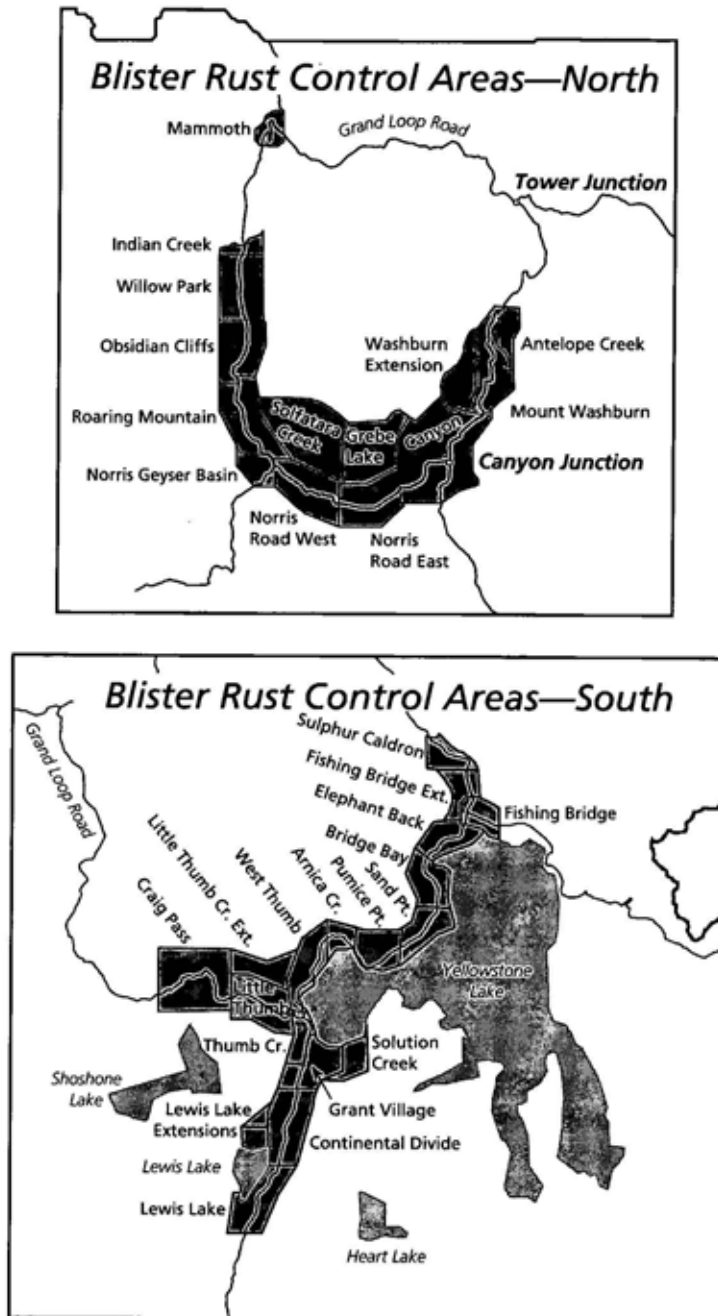 Blister Rust Control Areas—North
Mammoth
Grand Loop Road
Tower Junction
Indian Creek
Willow Park
Obsidian Cliffs
Washburn
Extension
Antelope Creek
Roaring Mountain
Solfatara
Creek
Grebe
Lake
Canyon
Mount Washburn
Norris Geyser Basin
Canyon Junction
Norris
Road West
Norris
Road East
Blister Rust Control Areas—South
Grand Loop Road
Sulphur Caldron
Fishing Bridge Ext.
Elephant Back
Fishing Bridge
Bridge Bay
Sand Pt.
Pumice Pt.
Arnica Cr.
West Thumb
Little Thumb Cr. Ext.
Craig Pass
Yellowstone
Lake
Little
Thumb
Thumb Cr.
Solution
Creek
Shoshone
Lake
Grant Village
Lewis Lake
Extensions
Continental Divide
Lewis Lake
Lewis Lake
Heart Lake